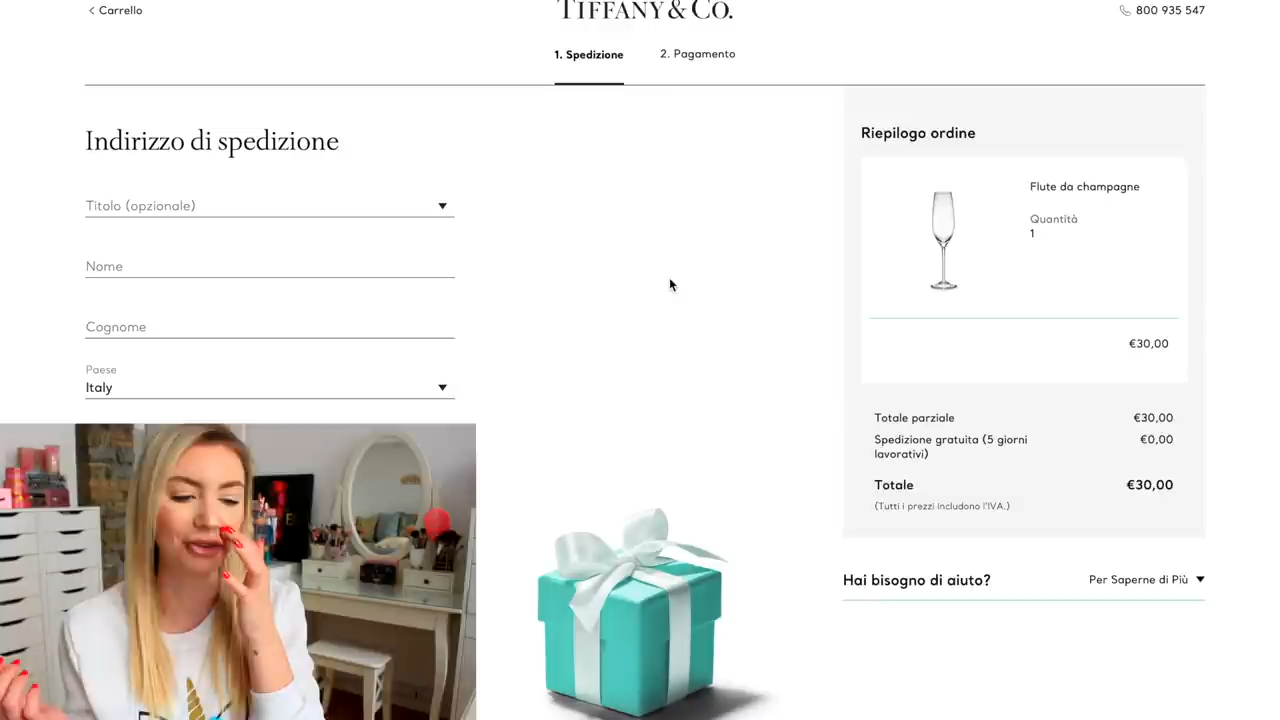 Carrello
TIFFANY & CO.
800 935 547
1. Spedizione
2. Pagamento
Indirizzo di spedizione
Titolo (opzionale)
Nome
Cognome
Paese
Italy
Riepilogo ordine
Flute da champagne
Quantità
1
€30,00
Totale parziale €30,00
Spedizione gratuita (5 giorni €0,00
lavorativi)
Totale €30,00
(Tutti i prezzi includono l'IVA.)
Hai bisogno di aiuto? Per Saperne di Più